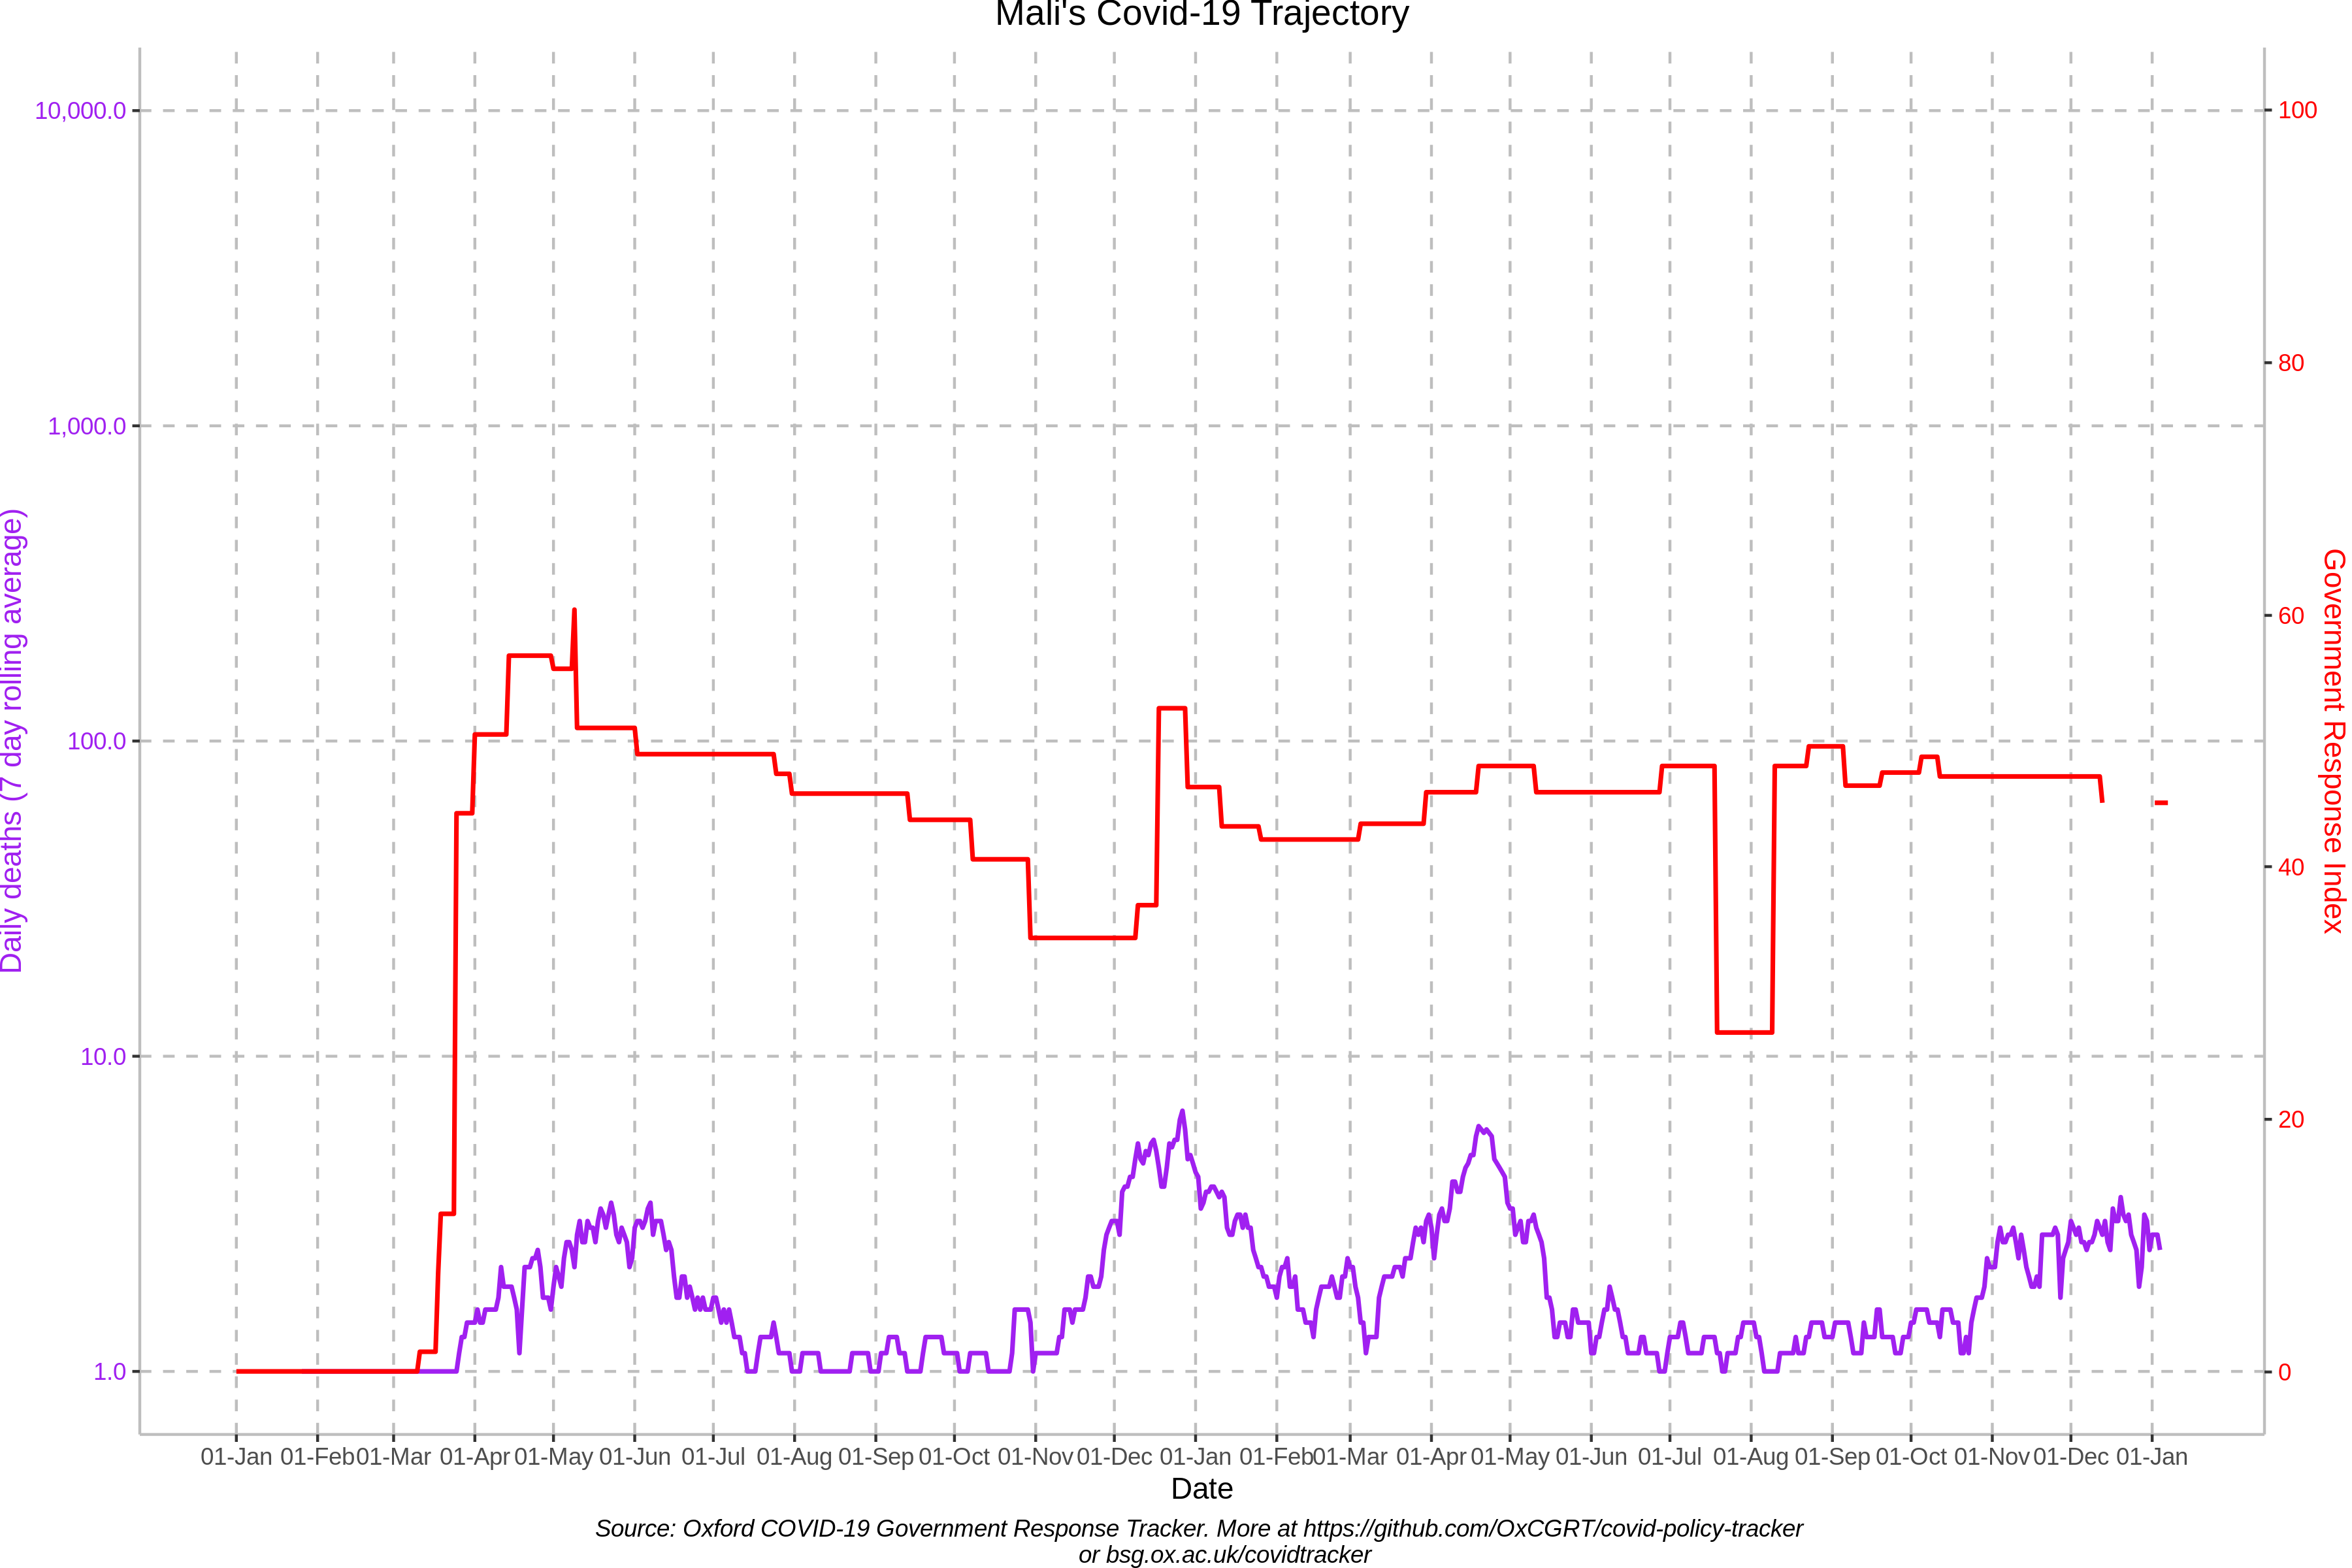 Mali's Covid-19 Trajectory
10,000.0
1,000.0
100.0
10.0
1.0
Daily deaths (7 day rolling average)
100
80
60
40
20
0
Government Response Index
01-Jan 01-Feb 01-Mar 01-Apr 01-May 01-Jun 01-Jul 01-Aug 01-Sep 01-Oct 01-Nov 01-Dec 01-Jan 01-Feb 01-Mar 01-Apr 01-May 01-Jun 01-Jul 01-Aug 01-Sep 01-Oct 01-Nov 01-Dec 01-Jan
Date
Source: Oxford COVID-19 Government Response Tracker. More at https://github.com/OxCGRT/covid-policy-tracker
or bsg.ox.ac.uk/covidtracker